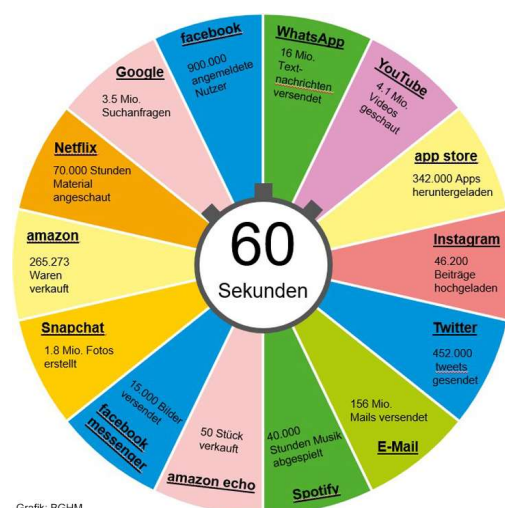 facebook
900.000
angemeldete
Nutzer
WhatsApp
16 Mio.
Text-
nachrichten
versendet
YouTube
4,1 Mio.
Videos
geschaut
app store
342.000 Apps
heruntergeladen
Instagram
46.200
Beiträge
hochgeladen
Twitter
452.000
tweets
gesendet
156 Mio.
Mails versendet
E-Mail
40.000
Stunden Musik
abgespielt
Spotify
50 Stück
verkauft
amazon echo
15.000 Bilder
versendet
facebook
messenger
Snapchat
1.8 Mio. Fotos
erstellt
amazon
265.273
Waren
verkauft
Netflix
70.000 Stunden
Material
angeschaut
Google
3.5 Mio.
Suchanfragen
60
Sekunden
Grafik: BGHM